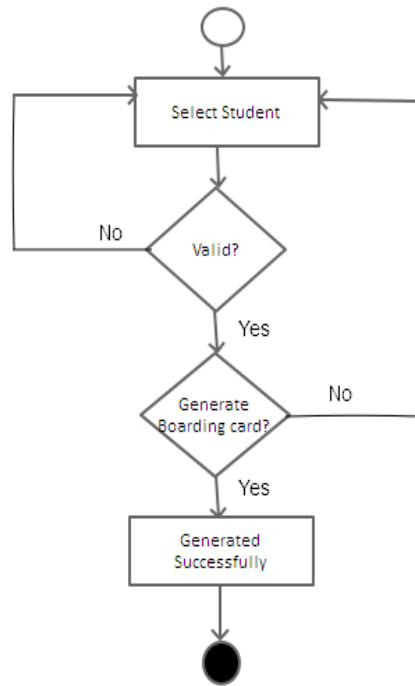 Select Student
No
Valid?
Yes
Generate
Boarding card?
No
Yes
Generated
Successfully